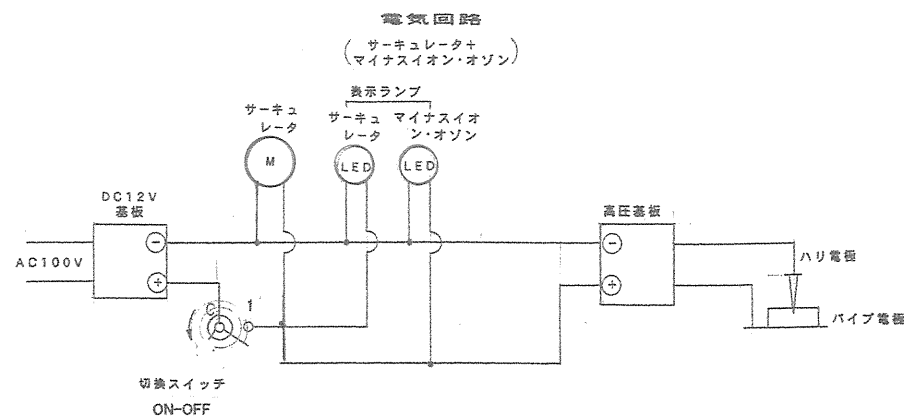 電気回路
(サーキュレータ+
マイナスイオン・オゾン)
表示ランプ
サーキュ
レータ
サーキュ
レータ
マイナスイオ
ン・オゾン
M
LED
LED
DC12V
基板
高圧基板
AC100V
⊖
⊕
⊖
⊕
ハリ電極
パイプ電極
C
1
切換スイッチ
ON-OFF